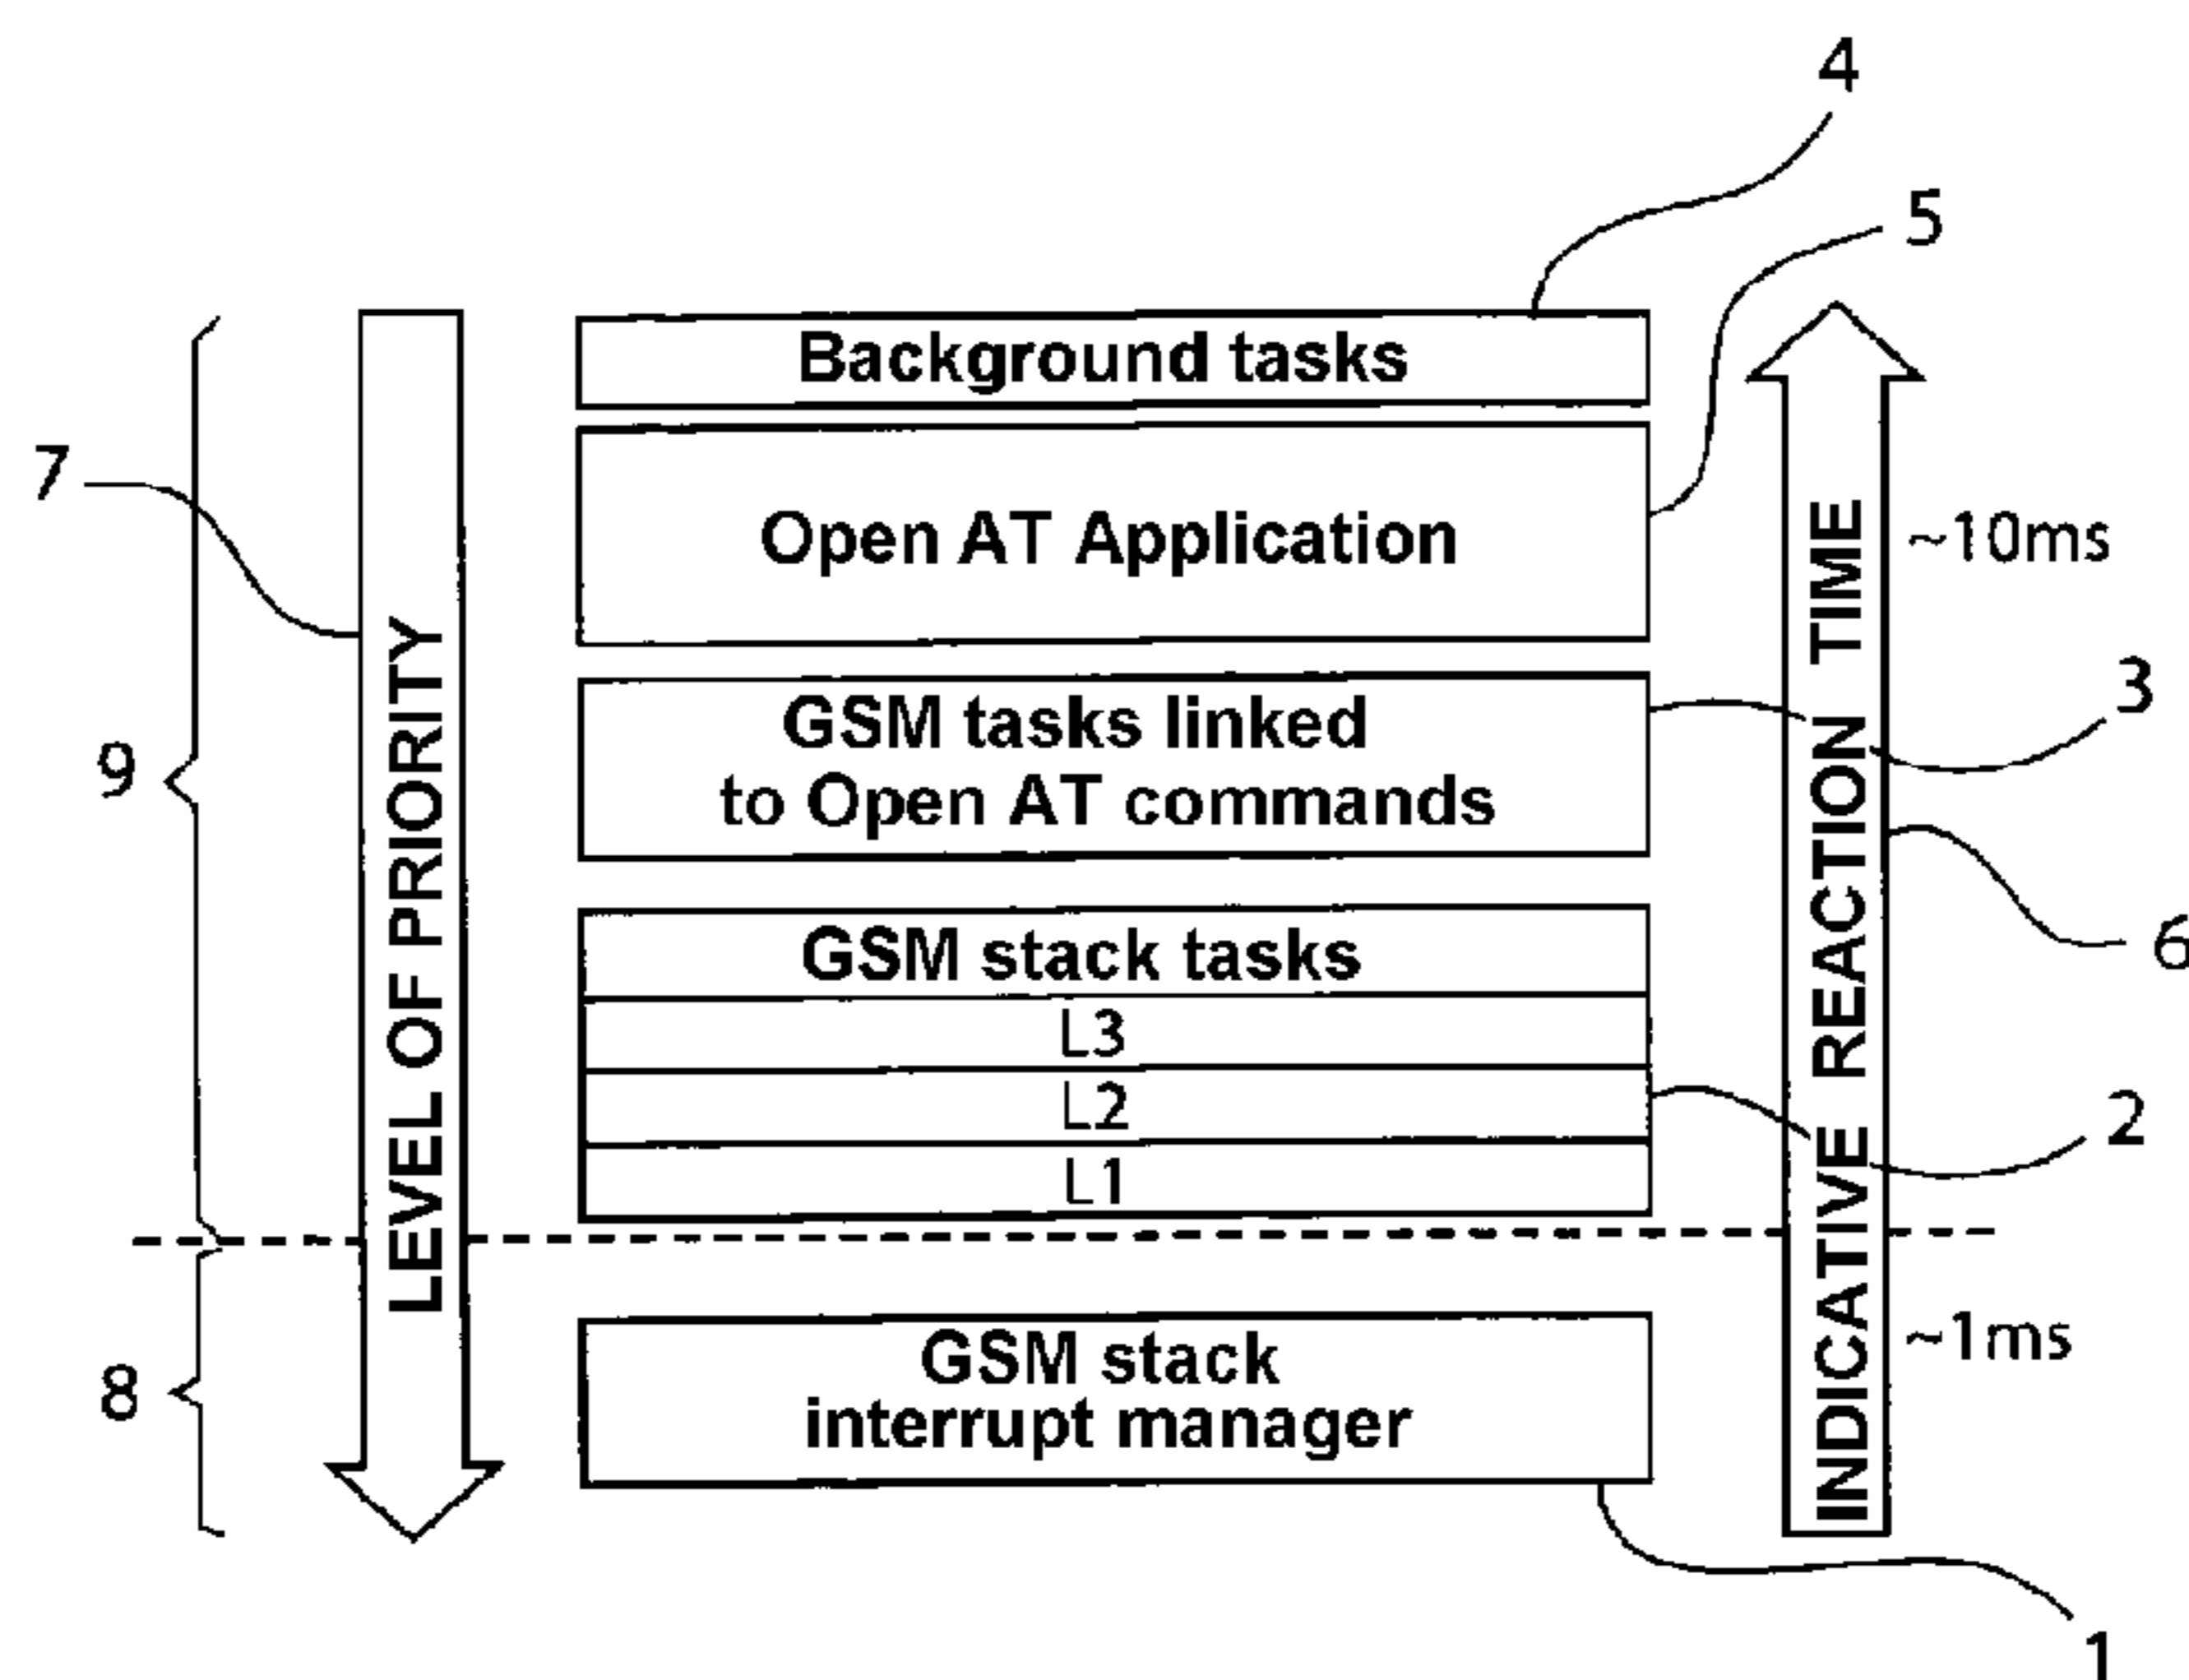 4
5
Background tasks
7
Open AT Application
~10ms
GSM tasks linked
to Open AT commands
3
9
LEVEL OF PRIORITY
INDICATIVE REACTION TIME
6
GSM stack tasks
L3
L2
2
L1
GSM stack
interrupt manager
~1ms
8
1